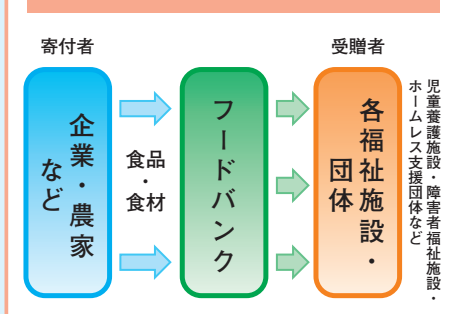 寄付者
受贈者
企業・農家
など
食品
・
食材
フードバンク
各福祉施設・
団体
児童養護施設・障害者福祉施設・
ホームレス支援団体など